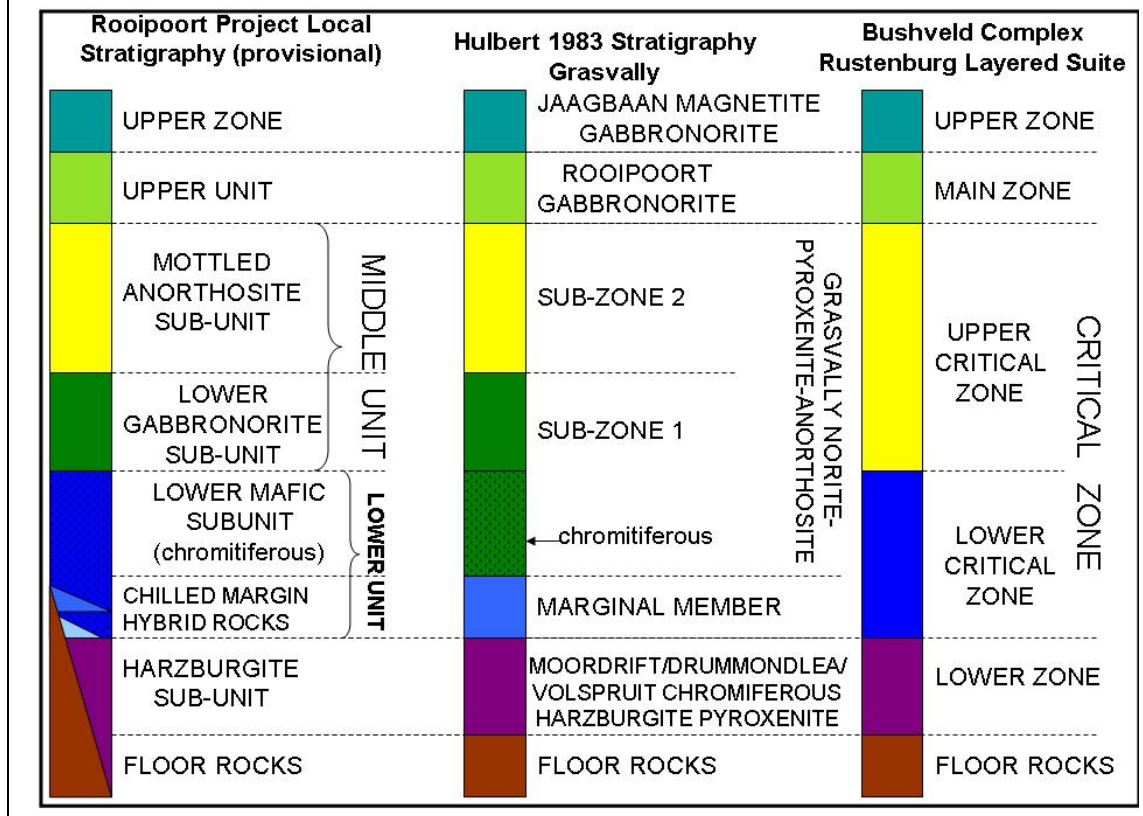 Rooipoort Project Local
Stratigraphy (provisional)
UPPER ZONE
UPPER UNIT
MOTTLED
ANORTHOSITE
SUB-UNIT
LOWER
GABBRONORITE
SUB-UNIT
MIDDLE UNIT
LOWER MAFIC
SUBUNIT
(chromitiferous)
CHILLED MARGIN
HYBRID ROCKS
LOWER UNIT
HARZBURGITE
SUB-UNIT
FLOOR ROCKS
Hulbert 1983 Stratigraphy
Grasvally
JAAGBAAN MAGNETITE
GABBRONORITE
ROOIPOORT
GABBRONORITE
SUB-ZONE 2
SUB-ZONE 1
chromitiferous
GRASVALLY NORITE-
PYROXENITE-ANORTHOSITE
MARGINAL MEMBER
MOORDRIFT/DRUMMONDLEA/
VOLSPRUIT CHROMIFEROUS
HARZBURGITE PYROXENITE
FLOOR ROCKS
Bushveld Complex
Rustenburg Layered Suite
UPPER ZONE
MAIN ZONE
UPPER
CRITICAL
ZONE
LOWER
CRITICAL
ZONE
CRITICAL ZONE
LOWER ZONE
FLOOR ROCKS